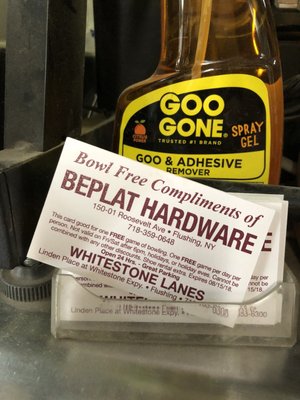 GOO
GONE
SPRAY
GEL
CITRUS
POWER
TRUSTED #1 BRAND
GOO & ADHESIVE
REMOVER
Bowl Free Compliments of
BEPLAT HARDWARE
150-01 Roosevelt Ave • Flushing, NY
718-359-0648
This card good for one FREE game of bowling. One FREE game per day per
person. Not valid on Fri/Sat after 6pm, holidays, or holiday eves. Cannot be
combined with any other discounts. Shoe rental extra. Expires 08/15/18.
Open 24 Hrs. - Great Parking
WHITESTONE LANES
Linden Place at Whitestone Expy. • Flushing
Linden Place at Whitestone Expy.